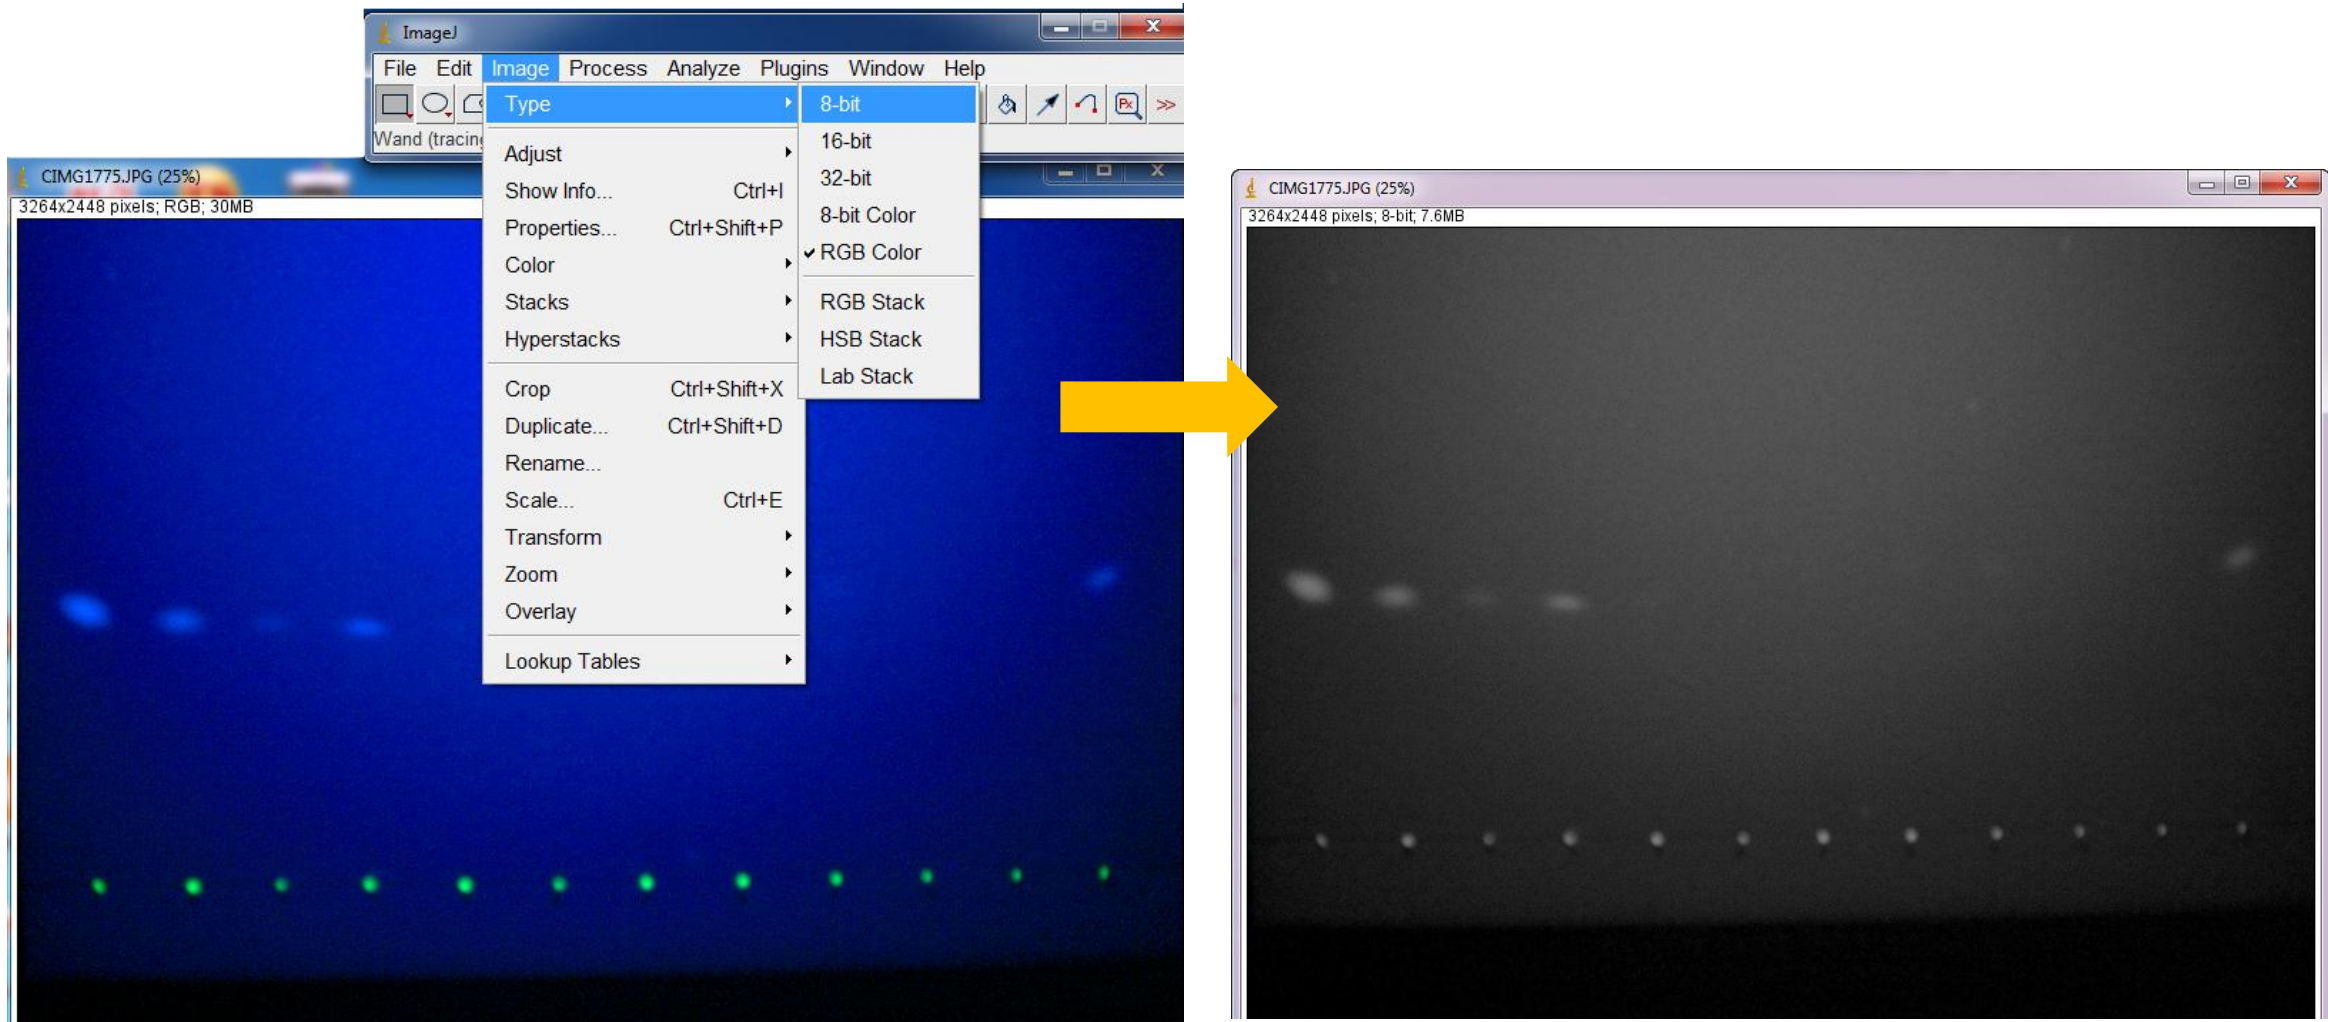 ImageJ
File Edit Image Process Analyze Plugins Window Help
Wand (tracin
Type
Adjust
Show Info... Ctrl+I
Properties... Ctrl+Shift+P
Color
Stacks
Hyperstacks
Crop Ctrl+Shift+X
Duplicate... Ctrl+Shift+D
Rename...
Scale... Ctrl+E
Transform
Zoom
Overlay
Lookup Tables
8-bit
16-bit
32-bit
8-bit Color
RGB Color
RGB Stack
HSB Stack
Lab Stack
CIMG1775.JPG (25%)
3264x2448 pixels; RGB; 30MB
CIMG1775.JPG (25%)
3264x2448 pixels; 8-bit; 7.6MB